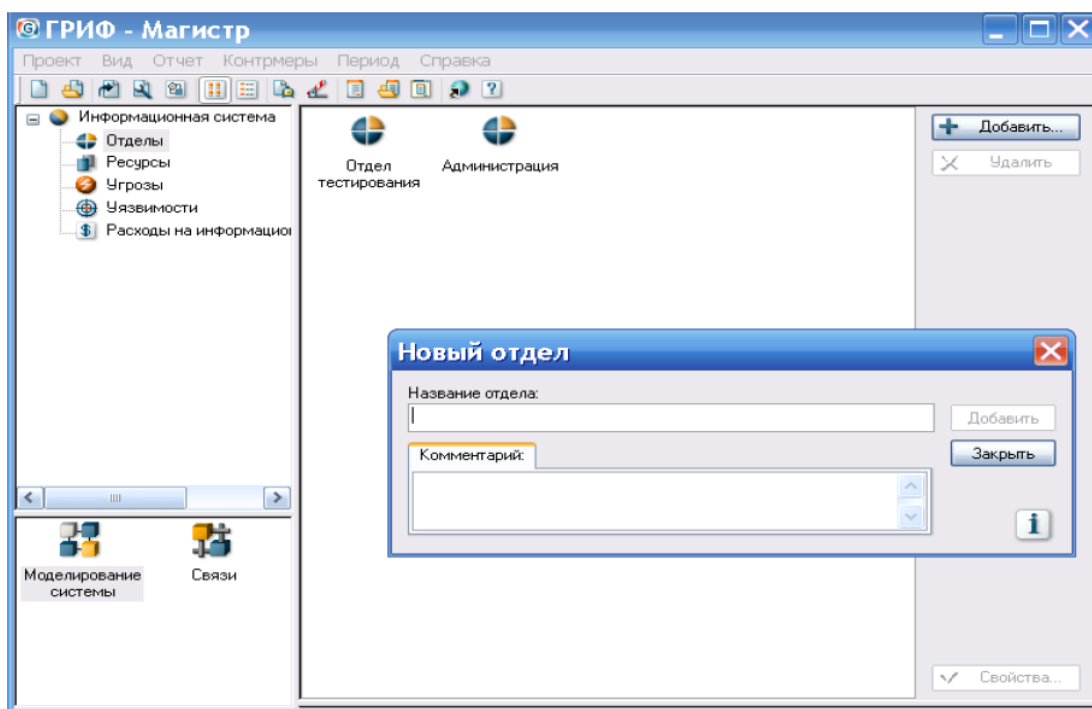 ГРИФ - Магистр
Проект Вид Отчет Контрмеры Период Справка
Информационная система
Отделы
Ресурсы
Угрозы
Уязвимости
Расходы на информацион
Отдел тестирования
Администрация
Добавить...
Удалить
Новый отдел
Название отдела:
Добавить
Комментарий:
Закрыть
Моделирование системы
Связи
Свойства...